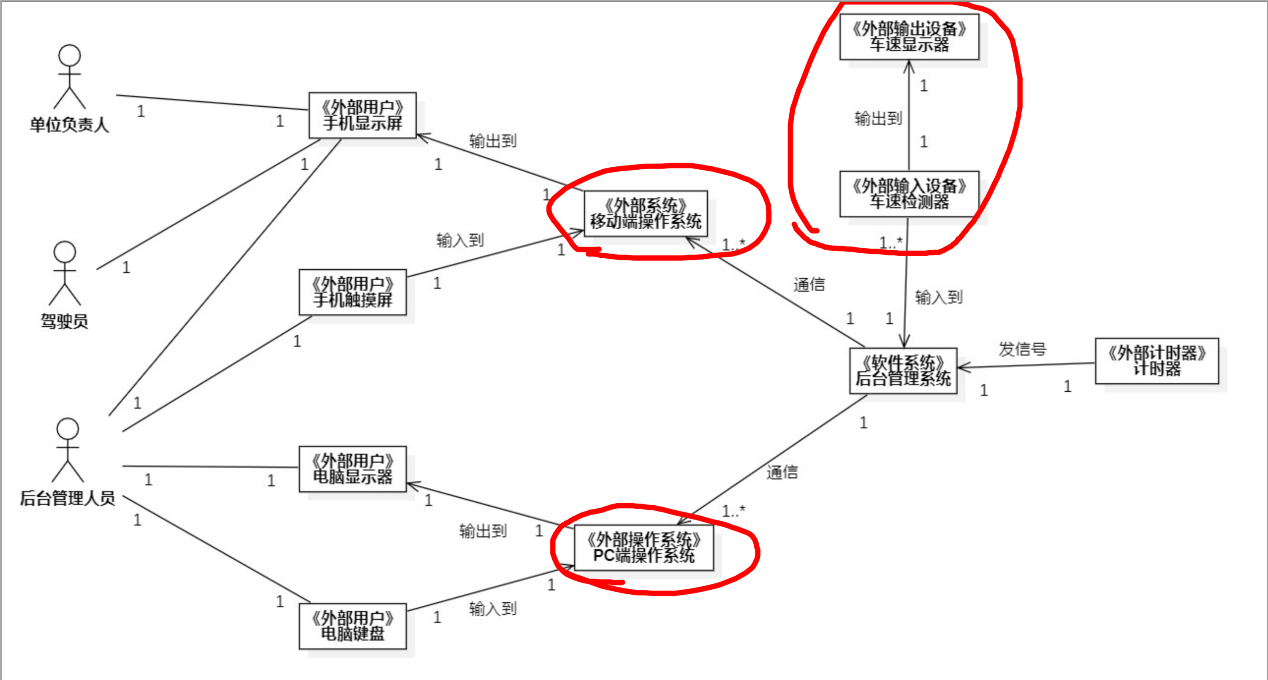 《外部输出设备》
车速显示器
1
输出到
1
《外部输入设备》
车速检测器
1..*
输入到
1
单位负责人
1
1
《外部用户》
手机显示屏
1
输出到
1
1
《外部系统》
移动端操作系统
1..*
通信
1
驾驶员
1
输入到
1
1
《外部用户》
手机触摸屏
1
《软件系统》
后台管理系统
发信号
1
1
《外部计时器》
计时器
1
后台管理人员
1
1
1
《外部用户》
电脑显示器
1
输出到
1
1
通信
1..*
《外部操作系统》
PC端操作系统
1
1
《外部用户》
电脑键盘
1
输入到
1